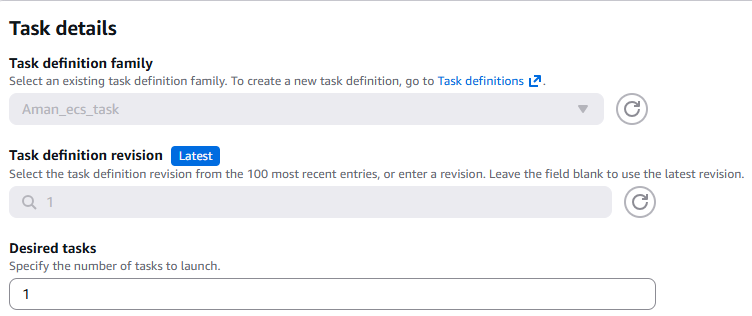 Task details
Task definition family
Select an existing task definition family. To create a new task definition, go to Task definitions.
Aman_ecs_task
Task definition revision Latest
Select the task definition revision from the 100 most recent entries, or enter a revision. Leave the field blank to use the latest revision.
1
Desired tasks
Specify the number of tasks to launch.
1